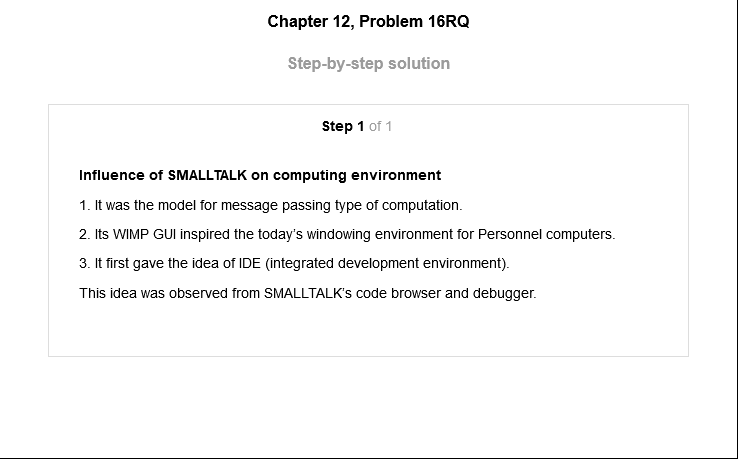 Chapter 12, Problem 16RQ
Step-by-step solution
Step 1 of 1
Influence of SMALLTALK on computing environment
1. It was the model for message passing type of computation.
2. Its WIMP GUI inspired the today's windowing environment for Personnel computers.
3. It first gave the idea of IDE (integrated development environment).
This idea was observed from SMALLTALK's code browser and debugger.